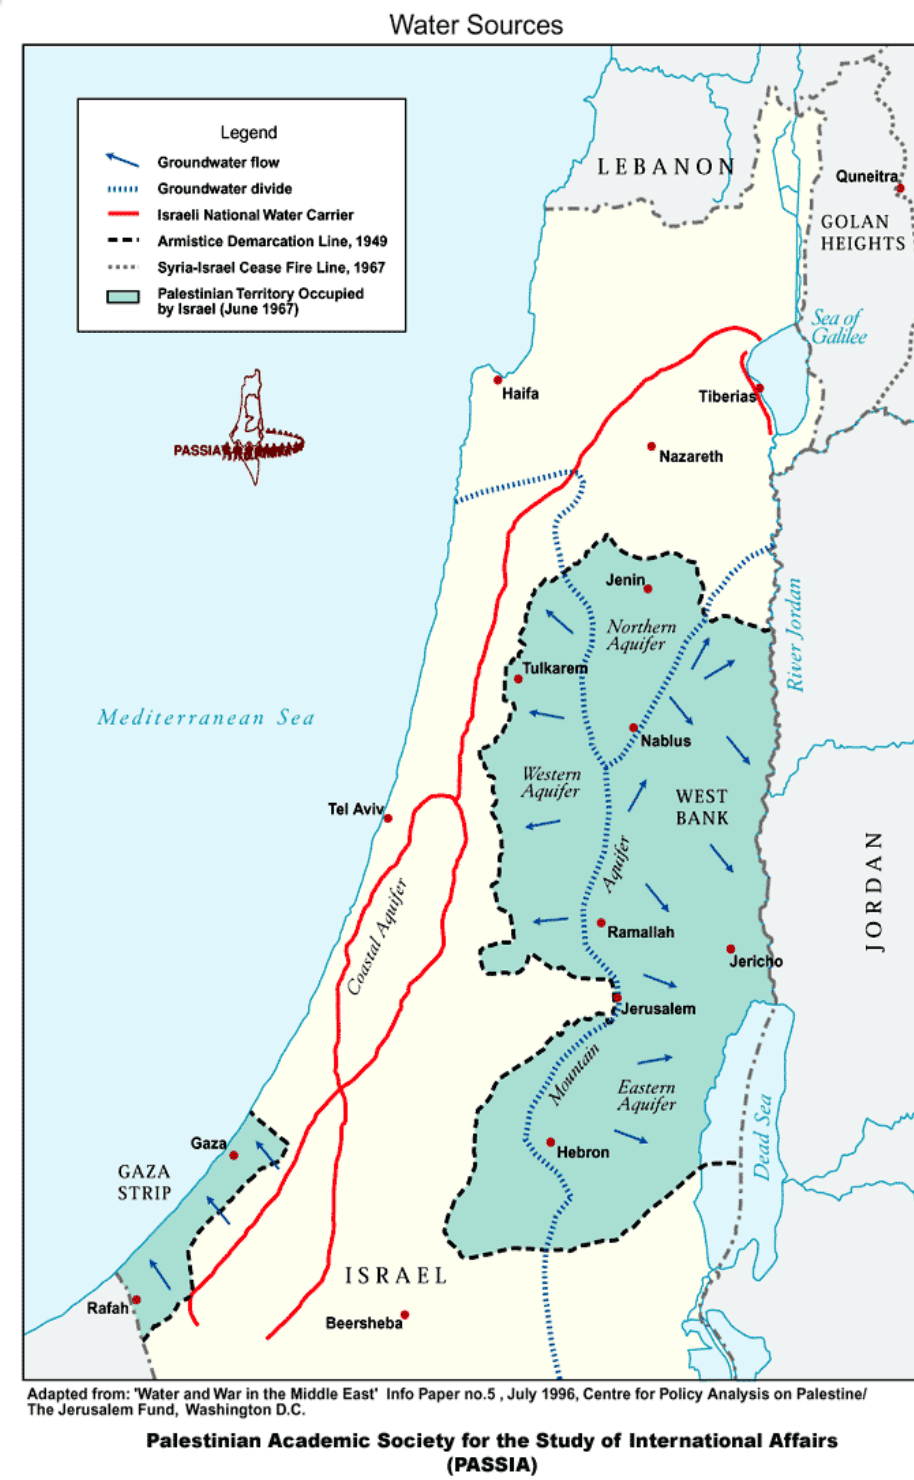 Water Sources
Legend
Groundwater flow
Groundwater divide
Israeli National Water Carrier
Armistice Demarcation Line, 1949
Syria-Israel Cease Fire Line, 1967
Palestinian Territory Occupied
by Israel (June 1967)
LEBANON
Quneitra
GOLAN
HEIGHTS
Sea of
Galilee
Haifa
Tiberias
PASSIA
Nazareth
Jenin
River Jordan
Northern
Aquifer
Tulkarem
Mediterranean Sea
Nablus
Western
Aquifer
WEST
BANK
Tel Aviv
Aquifer
JORDAN
Coastal Aquifer
Ramallah
Jericho
Jerusalem
Mountain
Eastern
Aquifer
Dead Sea
Gaza
Hebron
GAZA
STRIP
ISRAEL
Rafah
Beersheba
Adapted from: 'Water and War in the Middle East' Info Paper no.5 , July 1996, Centre for Policy Analysis on Palestine/
The Jerusalem Fund, Washington D.C.
Palestinian Academic Society for the Study of International Affairs
(PASSIA)